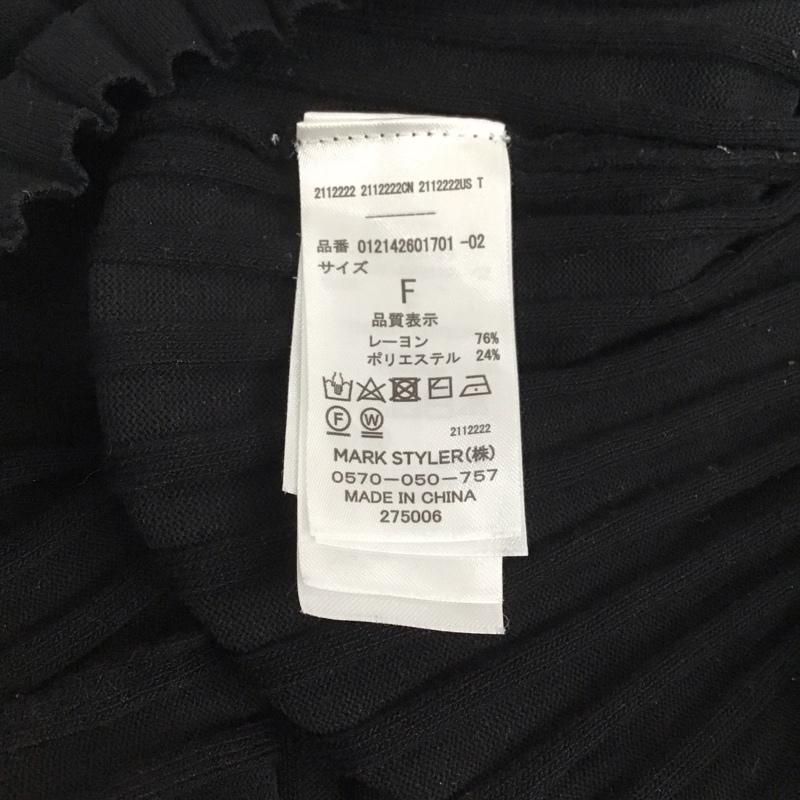 2112222 2112222CN 2112222US T
品番 012142601701 -02
サイズ
F
品質表示
レーヨン 76%
ポリエステル 24%
F W
2112222
MARK STYLER(株)
0570-050-757
MADE IN CHINA
275006